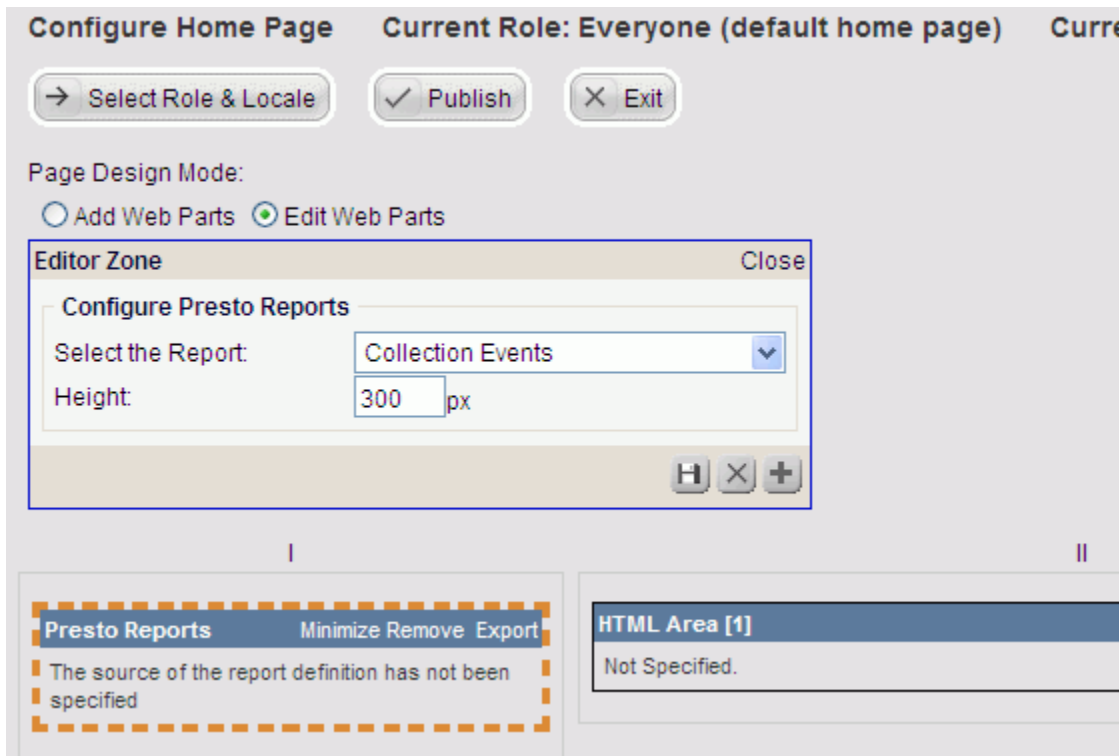 Configure Home Page Current Role: Everyone (default home page) Curre
Select Role & Locale Publish Exit
Page Design Mode:
Add Web Parts Edit Web Parts
Editor Zone Close
Configure Presto Reports
Select the Report: Collection Events
Height: 300 px
I II
Presto Reports Minimize Remove Export HTML Area [1]
The source of the report definition has not been Not Specified.
specified